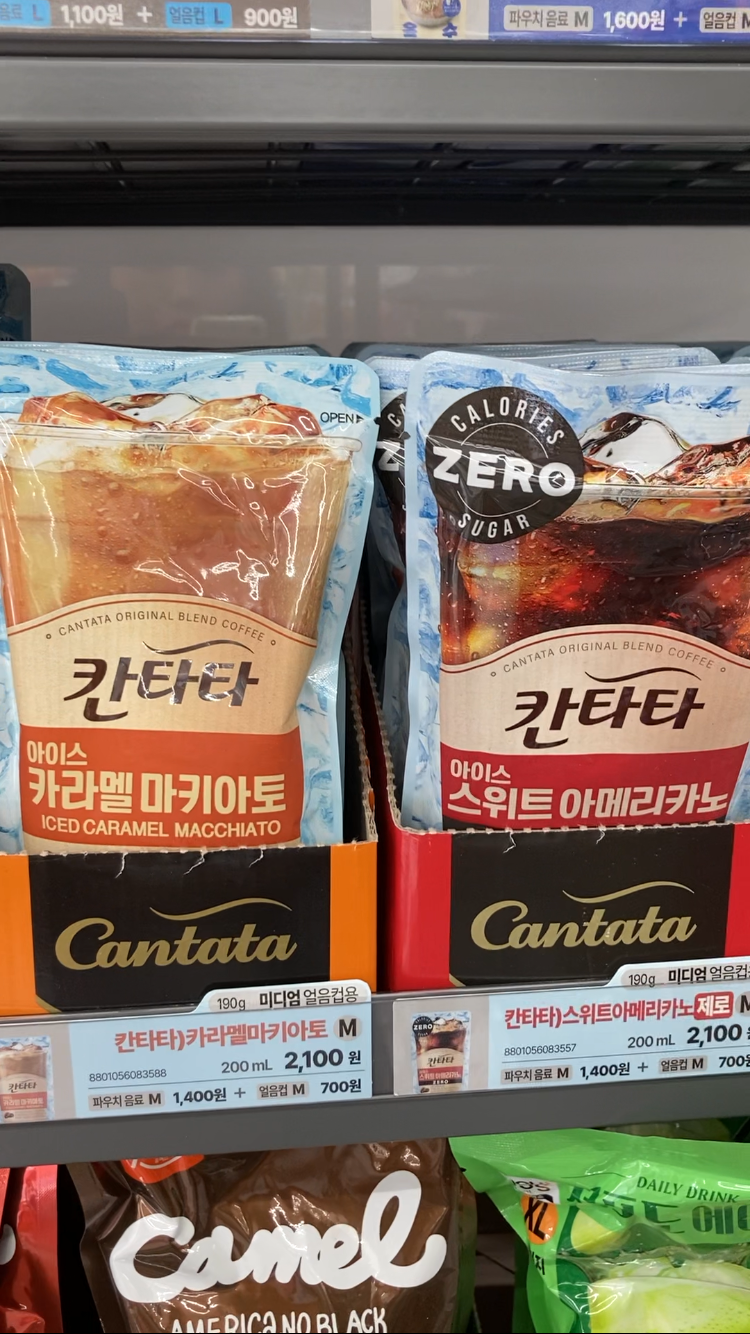 음료 L 1,100원 + 얼음컵 L 900원
파우치음료 M 1,600원 + 얼음컵 M
OPEN
CANTATA ORIGINAL BLEND COFFEE
칸타타
아이스
카라멜 마키아토
ICED CARAMEL MACCHIATO
Cantata
CALORIES
ZERO
SUGAR
CANTATA ORIGINAL BLEND COFFEE
칸타타
아이스
스위트 아메리카노
Cantata
190g 미디엄 얼음컵용
칸타타)카라멜마키아토 M
8801056083588
200 mL 2,100 원
파우치 음료 M 1,400원 + 얼음컵 M 700원
190g 미디엄 얼음컵
칸타타)스위트아메리카노제로 M
8801056083557
200 mL 2,100
파우치 음료 M 1,400원 + 얼음컵 M 700
Camel
AMERICANO BLACK
XL
DAILY DRINK